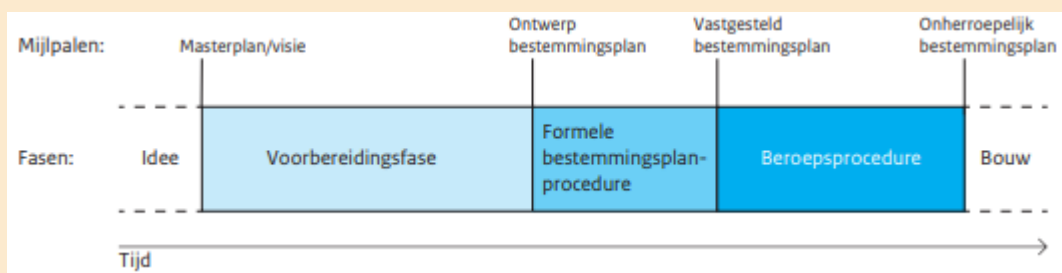 Mijlpalen:
Masterplan/visie
Ontwerp
bestemmingsplan
Vastgesteld
bestemmingsplan
Onherroepelijk
bestemmingsplan
Fasen:
Idee
Voorbereidingsfase
Formele
bestemmingsplan-
procedure
Beroepsprocedure
Bouw
Tijd